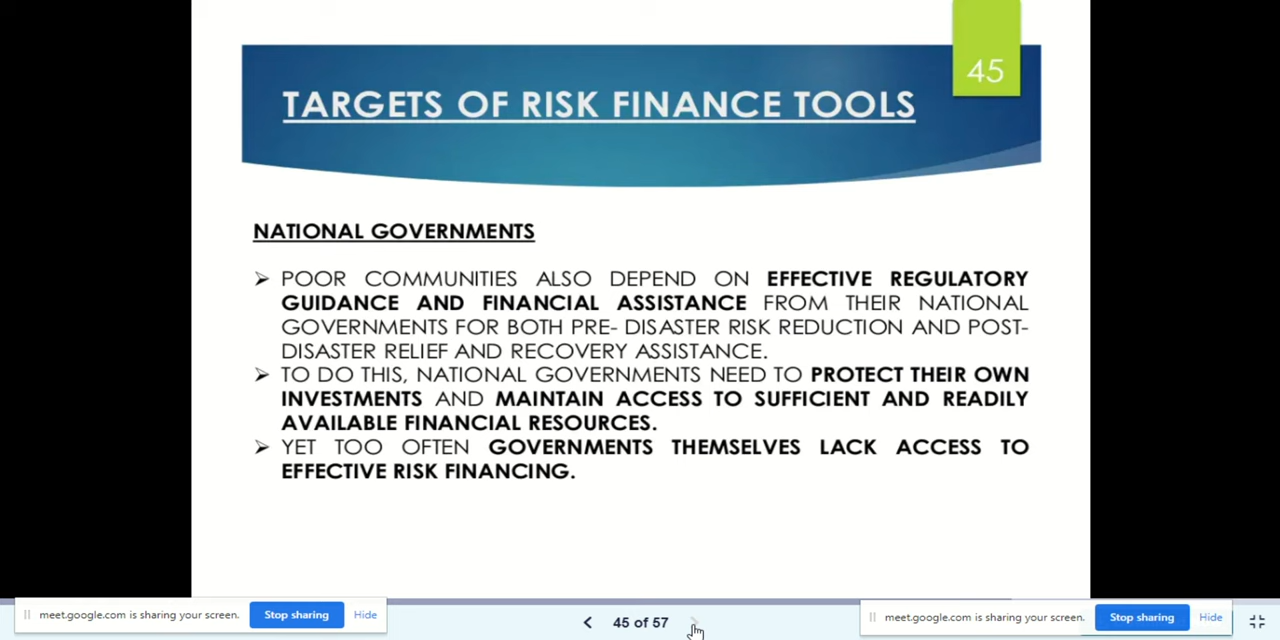 45
TARGETS OF RISK FINANCE TOOLS
NATIONAL GOVERNMENTS
POOR COMMUNITIES ALSO DEPEND ON EFFECTIVE REGULATORY
GUIDANCE AND FINANCIAL ASSISTANCE FROM THEIR NATIONAL
GOVERNMENTS FOR BOTH PRE- DISASTER RISK REDUCTION AND POST-
DISASTER RELIEF AND RECOVERY ASSISTANCE.
TO DO THIS, NATIONAL GOVERNMENTS NEED TO PROTECT THEIR OWN
INVESTMENTS AND MAINTAIN ACCESS TO SUFFICIENT AND READILY
AVAILABLE FINANCIAL RESOURCES.
YET TOO OFTEN GOVERNMENTS THEMSELVES LACK ACCESS TO
EFFECTIVE RISK FINANCING.
meet.google.com is sharing your screen. Stop sharing Hide
45 of 57
meet.google.com is sharing your screen. Stop sharing Hide